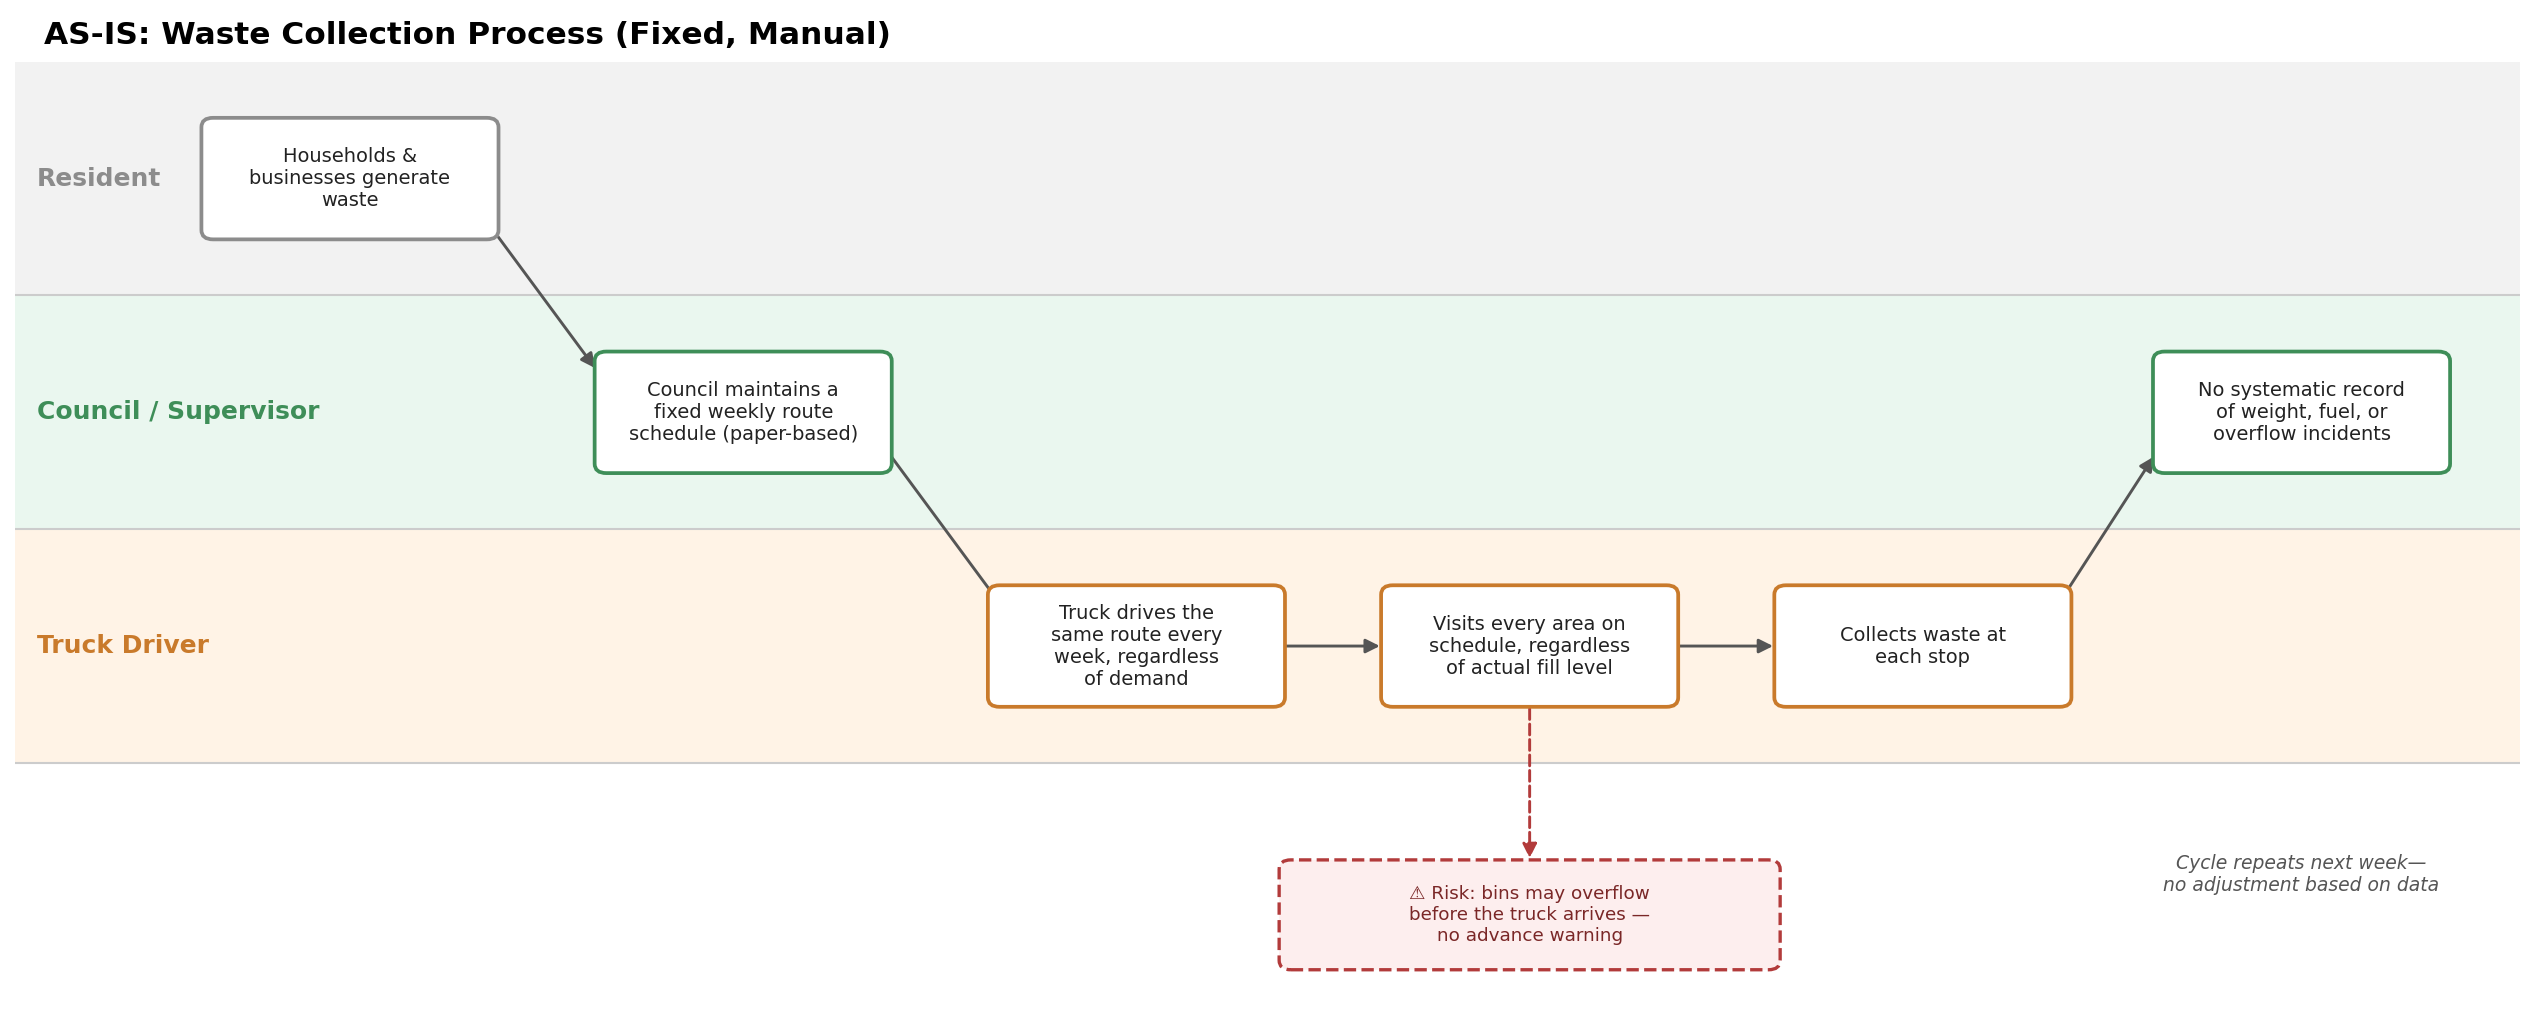 AS-IS: Waste Collection Process (Fixed, Manual)
Resident
Households &
businesses generate
waste
Council / Supervisor
Council maintains a
fixed weekly route
schedule (paper-based)
No systematic record
of weight, fuel, or
overflow incidents
Truck Driver
Truck drives the
same route every
week, regardless
of demand
Visits every area on
schedule, regardless
of actual fill level
Collects waste at
each stop
⚠ Risk: bins may overflow
before the truck arrives —
no advance warning
Cycle repeats next week—
no adjustment based on data